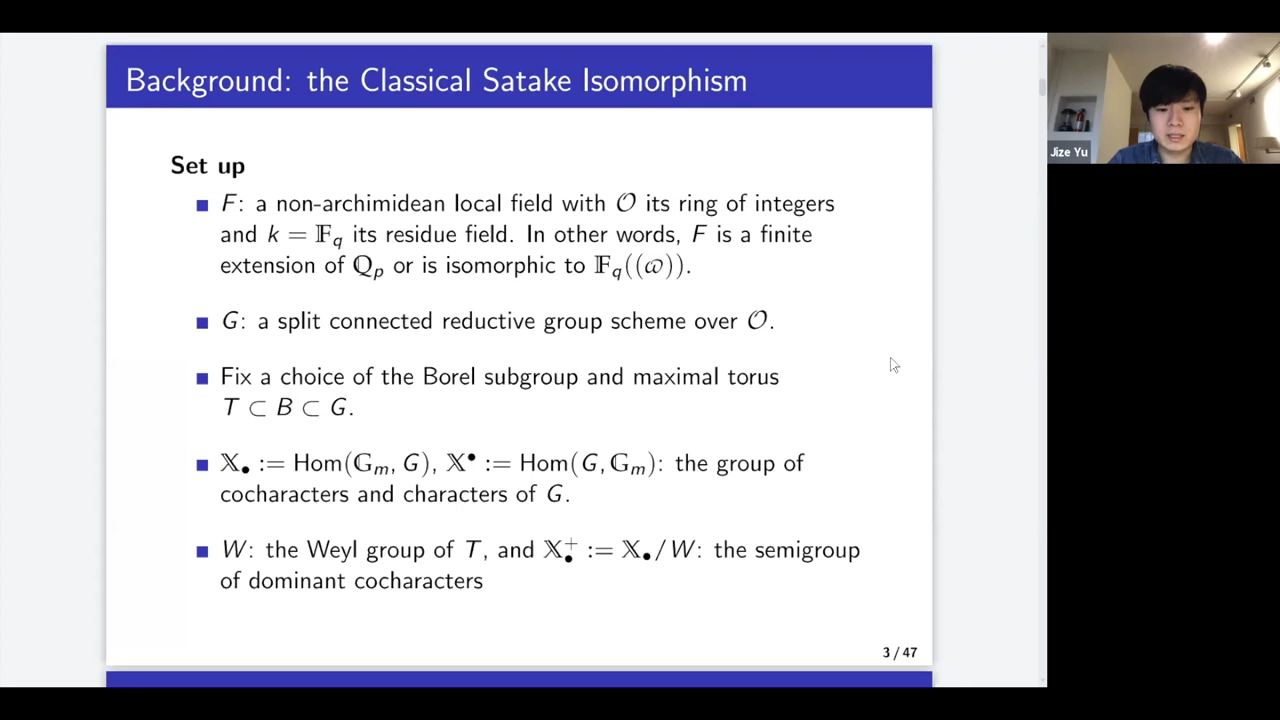 Background: the Classical Satake Isomorphism
Set up
F: a non-archimidean local field with 𝒪 its ring of integers
and k = 𝔽_q its residue field. In other words, F is a finite
extension of ℚ_p or is isomorphic to 𝔽_q((ϖ)).
G: a split connected reductive group scheme over 𝒪.
Fix a choice of the Borel subgroup and maximal torus
T ⊂ B ⊂ G.
𝕏_• := Hom(𝔾_m, G), 𝕏^• := Hom(G, 𝔾_m): the group of
cocharacters and characters of G.
W: the Weyl group of T, and 𝕏_•^+ := 𝕏_•/W: the semigroup
of dominant cocharacters
3 / 47
Jize Yu